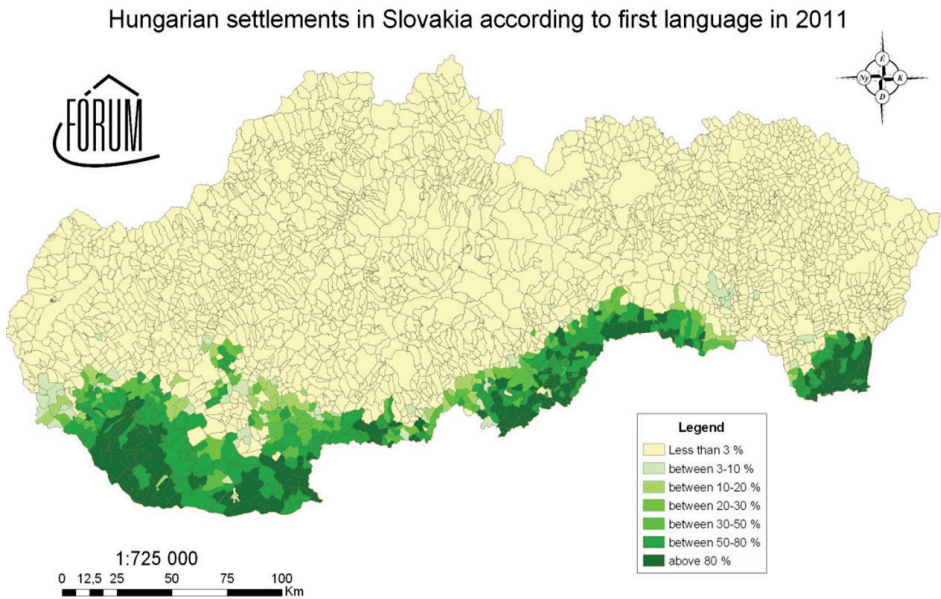 Hungarian settlements in Slovakia according to first language in 2011
FÓRUM
É
Ny
K
D
Legend
Less than 3 %
between 3-10 %
between 10-20 %
between 20-30 %
between 30-50 %
between 50-80 %
above 80 %
1:725 000
0 12,5 25 50 75 100
Km